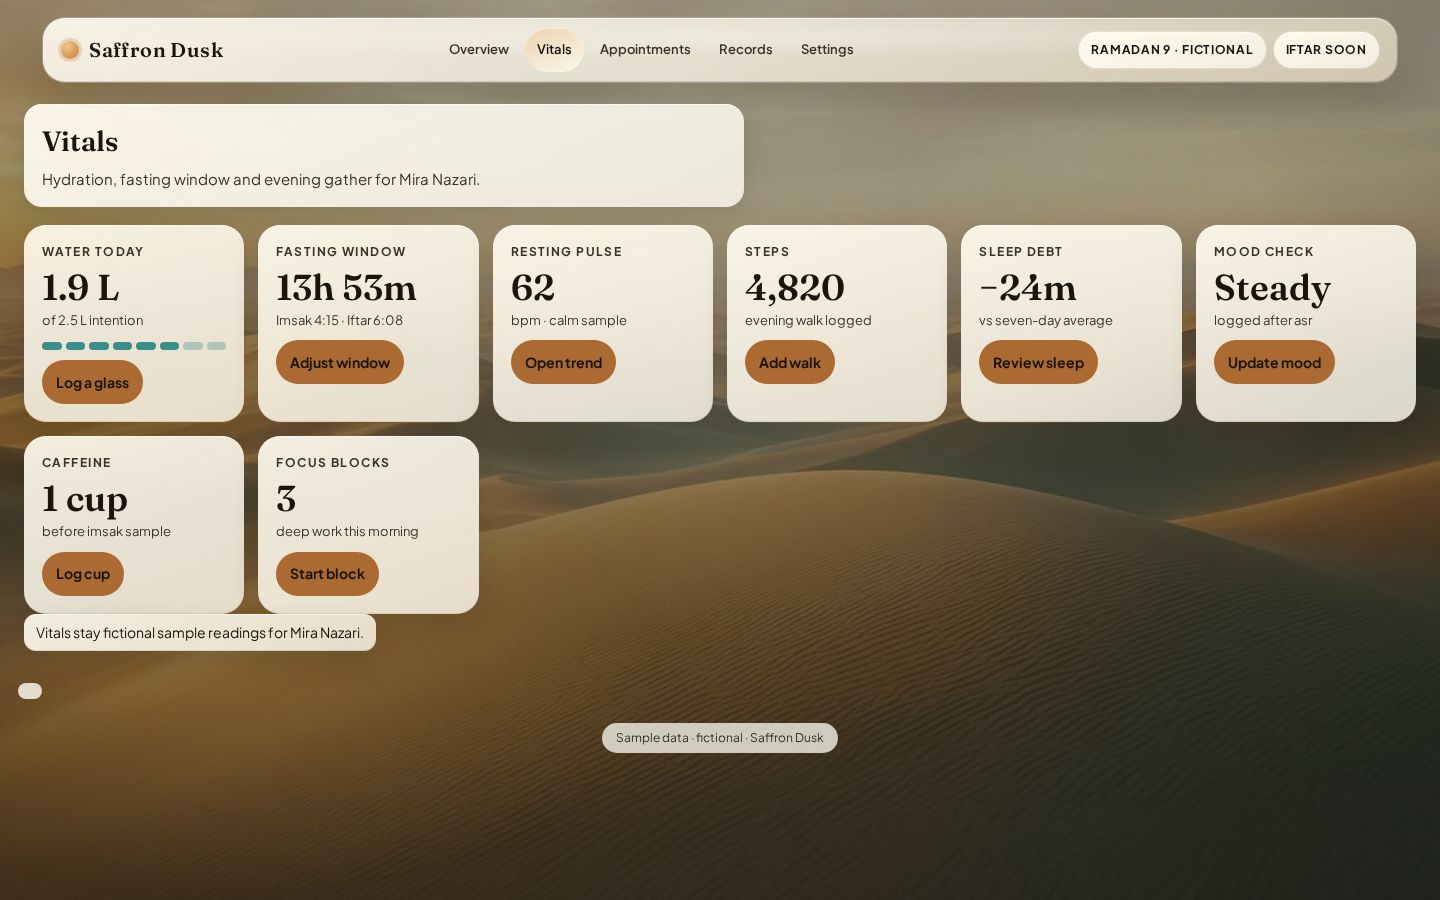 Saffron Dusk
Overview
Vitals
Appointments
Records
Settings
RAMADAN 9 · FICTIONAL
IFTAR SOON
Vitals
Hydration, fasting window and evening gather for Mira Nazari.
WATER TODAY
1.9 L
of 2.5 L intention
Log a glass
FASTING WINDOW
13h 53m
Imsak 4:15 · Iftar 6:08
Adjust window
RESTING PULSE
62
bpm · calm sample
Open trend
STEPS
4,820
evening walk logged
Add walk
SLEEP DEBT
−24m
vs seven-day average
Review sleep
MOOD CHECK
Steady
logged after asr
Update mood
CAFFEINE
1 cup
before imsak sample
Log cup
FOCUS BLOCKS
3
deep work this morning
Start block
Vitals stay fictional sample readings for Mira Nazari.
Sample data · fictional · Saffron Dusk